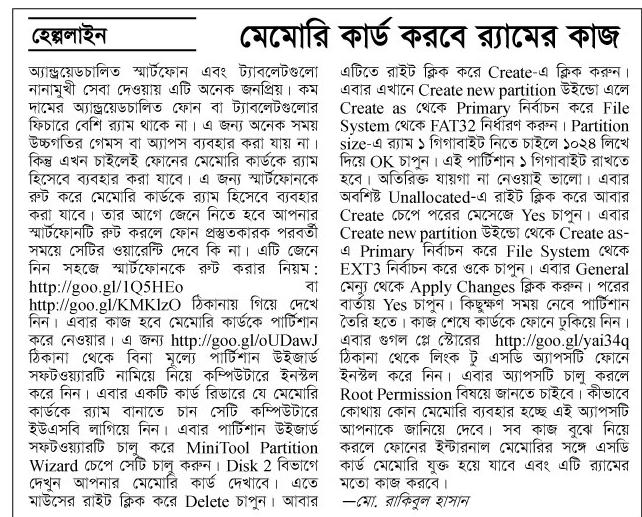 হেল্পলাইন
মেমোরি কার্ড করবে র‍্যামের কাজ
অ্যান্ড্রয়েডচালিত স্মার্টফোন এবং ট্যাবলেটগুলো
নানামুখী সেবা দেওয়ায় এটি অনেক জনপ্রিয়। কম
দামের অ্যান্ড্রয়েডচালিত ফোন বা ট্যাবলেটগুলোর
ফিচারে বেশি র‍্যাম থাকে না। এ জন্য অনেক সময়
উচ্চগতির গেমস বা অ্যাপস ব্যবহার করা যায় না।
কিন্তু এখন চাইলেই ফোনের মেমোরি কার্ডকে র‍্যাম
হিসেবে ব্যবহার করা যাবে। এ জন্য স্মার্টফোনকে
রুট করে মেমোরি কার্ডকে র‍্যাম হিসেবে ব্যবহার
করা যাবে। তার আগে জেনে নিতে হবে আপনার
স্মার্টফোনটি রুট করলে ফোন প্রস্তুতকারক পরবর্তী
সময়ে সেটির ওয়ারেন্টি দেবে কি না। এটি জেনে
নিন সহজে স্মার্টফোনকে রুট করার নিয়ম :
http://goo.gl/1Q5HEo বা
http://goo.gl/KMKlzO ঠিকানায় গিয়ে দেখে
নিন। এবার কাজ হবে মেমোরি কার্ডকে পার্টিশান
করে নেওয়ার। এ জন্য http://goo.gl/oUDawJ
ঠিকানা থেকে বিনা মূল্যে পার্টিশান উইজার্ড
সফটওয়্যারটি নামিয়ে নিয়ে কম্পিউটারে ইনস্টল
করে নিন। এবার একটি কার্ড রিডারে যে মেমোরি
কার্ডকে র‍্যাম বানাতে চান সেটি কম্পিউটারে
ইউএসবি লাগিয়ে নিন। এবার পার্টিশান উইজার্ড
সফটওয়্যারটি চালু করে MiniTool Partition
Wizard চেপে সেটি চালু করুন। Disk 2 বিভাগে
দেখুন আপনার মেমোরি কার্ড দেখাবে। এতে
মাউসের রাইট ক্লিক করে Delete চাপুন। আবার
এটিতে রাইট ক্লিক করে Create-এ ক্লিক করুন।
এবার এখানে Create new partition উইন্ডো এলে
Create as থেকে Primary নির্বাচন করে File
System থেকে FAT32 নির্ধারণ করুন। Partition
size-এ র‍্যাম ১ গিগাবাইট নিতে চাইলে ১০২৪ লিখে
দিয়ে OK চাপুন। এই পার্টিশান ১ গিগাবাইট রাখতে
হবে। অতিরিক্ত যায়গা না নেওয়াই ভালো। এবার
অবশিষ্ট Unallocated-এ রাইট ক্লিক করে আবার
Create চেপে পরের মেসেজে Yes চাপুন। এবার
Create new partition উইন্ডো থেকে Create as-
এ Primary নির্বাচন করে File System থেকে
EXT3 নির্বাচন করে ওকে চাপুন। এবার General
মেন্যু থেকে Apply Changes ক্লিক করুন। পরের
বার্তায় Yes চাপুন। কিছুক্ষণ সময় নেবে পার্টিশান
তৈরি হতে। কাজ শেষে কার্ডকে ফোনে ঢুকিয়ে নিন।
এবার গুগল প্লে স্টোরের http://goo.gl/yai34q
ঠিকানা থেকে লিংক টু এসডি অ্যাপসটি ফোনে
ইনস্টল করে নিন। এবার অ্যাপসটি চালু করলে
Root Permission বিষয়ে জানতে চাইবে। কীভাবে
কোথায় কোন মেমোরি ব্যবহার হচ্ছে এই অ্যাপসটি
আপনাকে জানিয়ে দেবে। সব কাজ বুঝে নিয়ে
করলে ফোনের ইন্টারনাল মেমোরির সঙ্গে এসডি
কার্ড মেমোরি যুক্ত হয়ে যাবে এবং এটি র‍্যামের
মতো কাজ করবে।
—মো. রাকিবুল হাসান